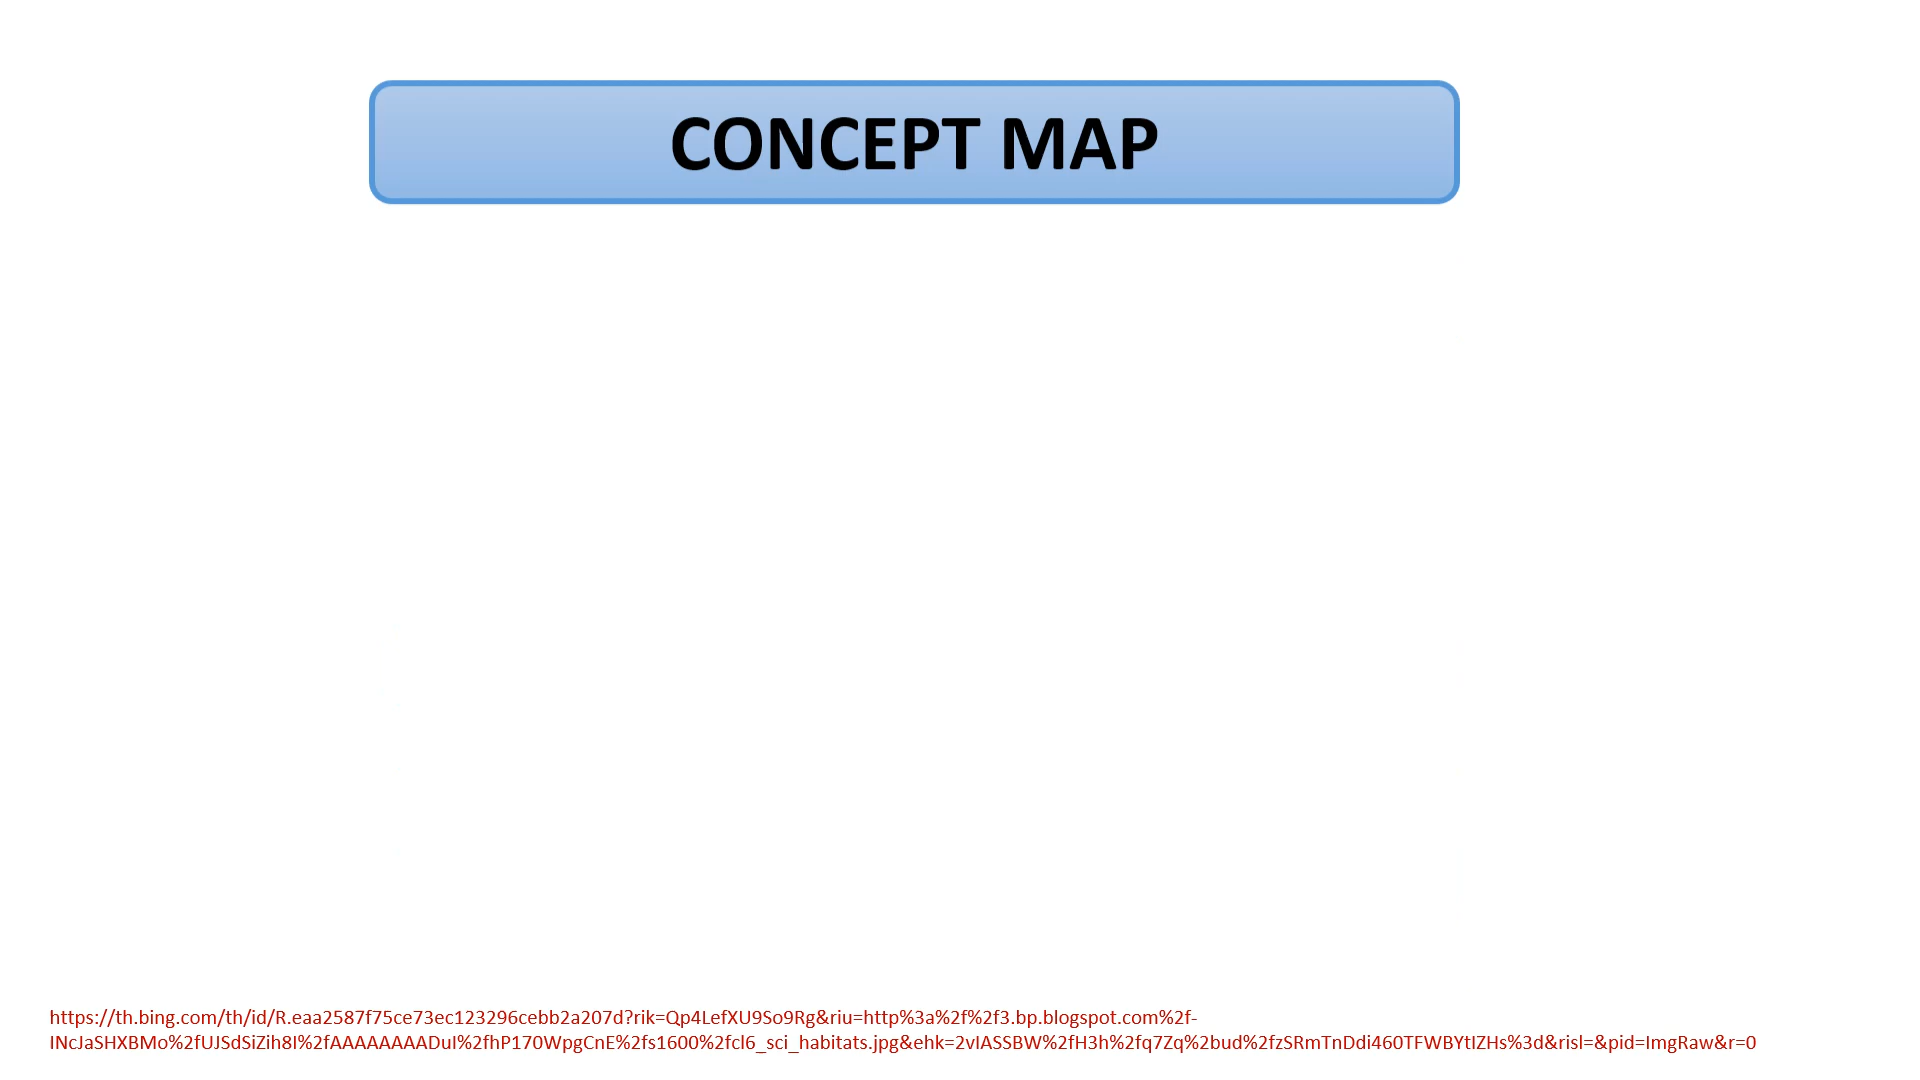 CONCEPT MAP
https://th.bing.com/th/id/R.eaa2587f75ce73ec123296cebb2a207d?rik=Qp4LefXU9So9Rg&riu=http%3a%2f%2f3.bp.blogspot.com%2f-
INcJaSHXBMo%2fUJSdSiZih8I%2fAAAAAAAADuI%2fhP170WpgCnE%2fs1600%2fcl6_sci_habitats.jpg&ehk=2vIASSBW%2fH3h%2fq7Zq%2bud%2fzSRmTnDdi460TFWBYtIZHs%3d&risl=&pid=ImgRaw&r=0